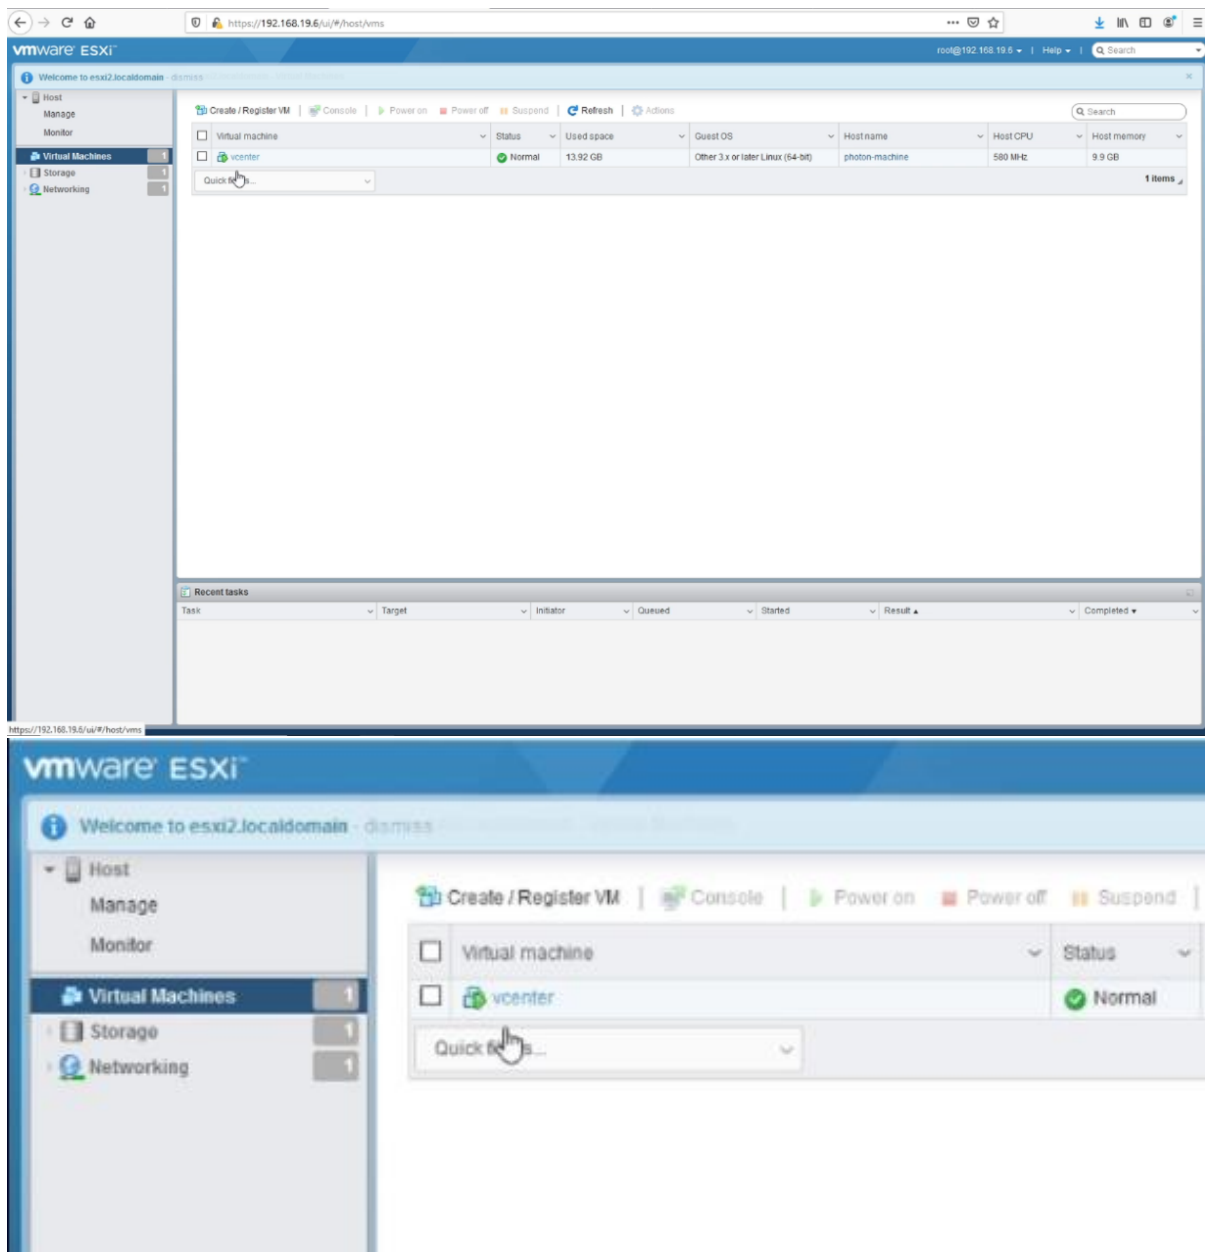 https://192.168.19.6/ui/#/host/vms
vmware ESXi™
root@192.168.19.6 | Help | Search
Welcome to esxi2.localdomain - dismiss
Host
Manage
Monitor
Virtual Machines 1
Storage 1
Networking 1
Create / Register VM | Console | Power on Power off Suspend | Refresh | Actions
Search
Virtual machine Status Used space Guest OS Host name Host CPU Host memory
vcenter Normal 13.92 GB Other 3.x or later Linux (64-bit) photon-machine 580 MHz 9.9 GB
Quick
1 items
Recent tasks
Task Target Initiator Queued Started Result Completed
https://192.168.19.6/ui/#/host/vms
vmware ESXi™
Welcome to esxi2.localdomain - dismiss
Host
Manage
Monitor
Virtual Machines 1
Storage 1
Networking 1
Create / Register VM | Console | Power on Power off Suspend |
Virtual machine Status
vcenter Normal
Quick